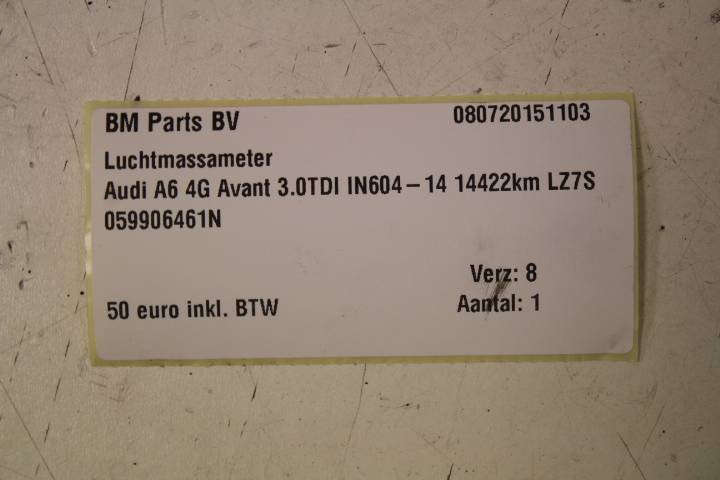 BM Parts BV 080720151103
Luchtmassameter
Audi A6 4G Avant 3.0TDI IN604-14 14422km LZ7S
059906461N
Verz: 8
50 euro inkl. BTW Aantal: 1